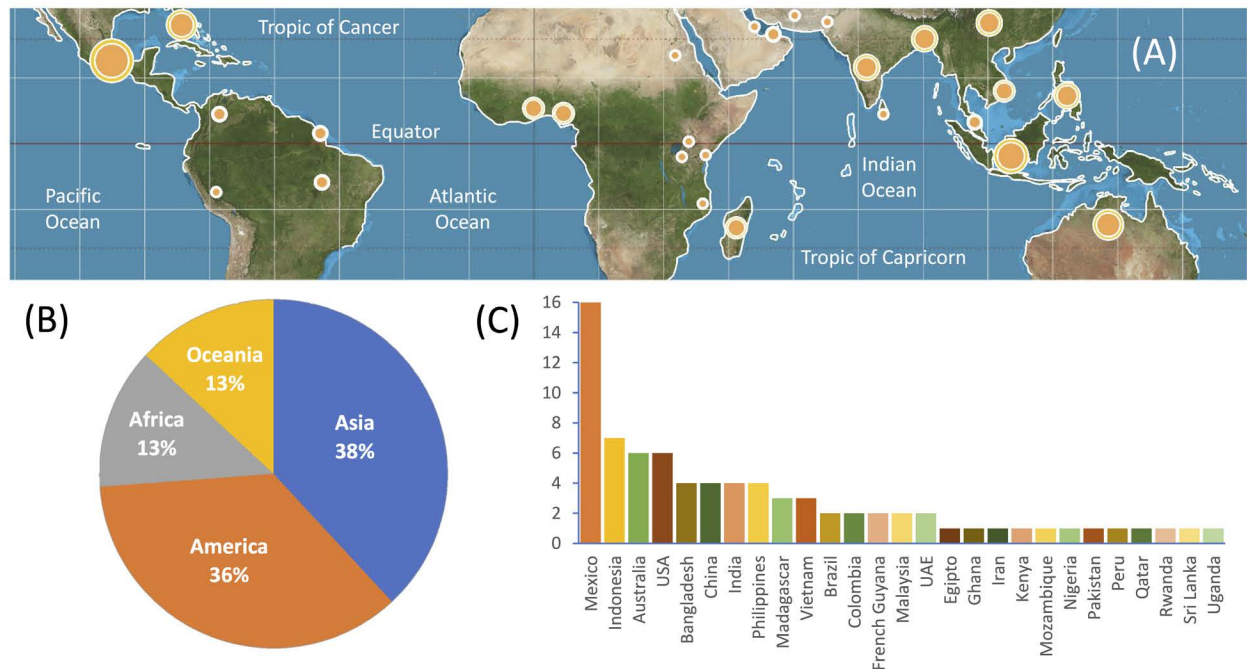 Tropic of Cancer
(A)
Equator
Pacific
Ocean
Atlantic
Ocean
Indian
Ocean
Tropic of Capricorn
(B)
Oceania
13%
Africa
13%
Asia
38%
America
36%
(C)
16
14
12
10
8
6
4
2
0
Mexico
Indonesia
Australia
USA
Bangladesh
China
India
Philippines
Madagascar
Vietnam
Brazil
Colombia
French Guyana
Malaysia
UAE
Egipto
Ghana
Iran
Kenya
Mozambique
Nigeria
Pakistan
Peru
Qatar
Rwanda
Sri Lanka
Uganda